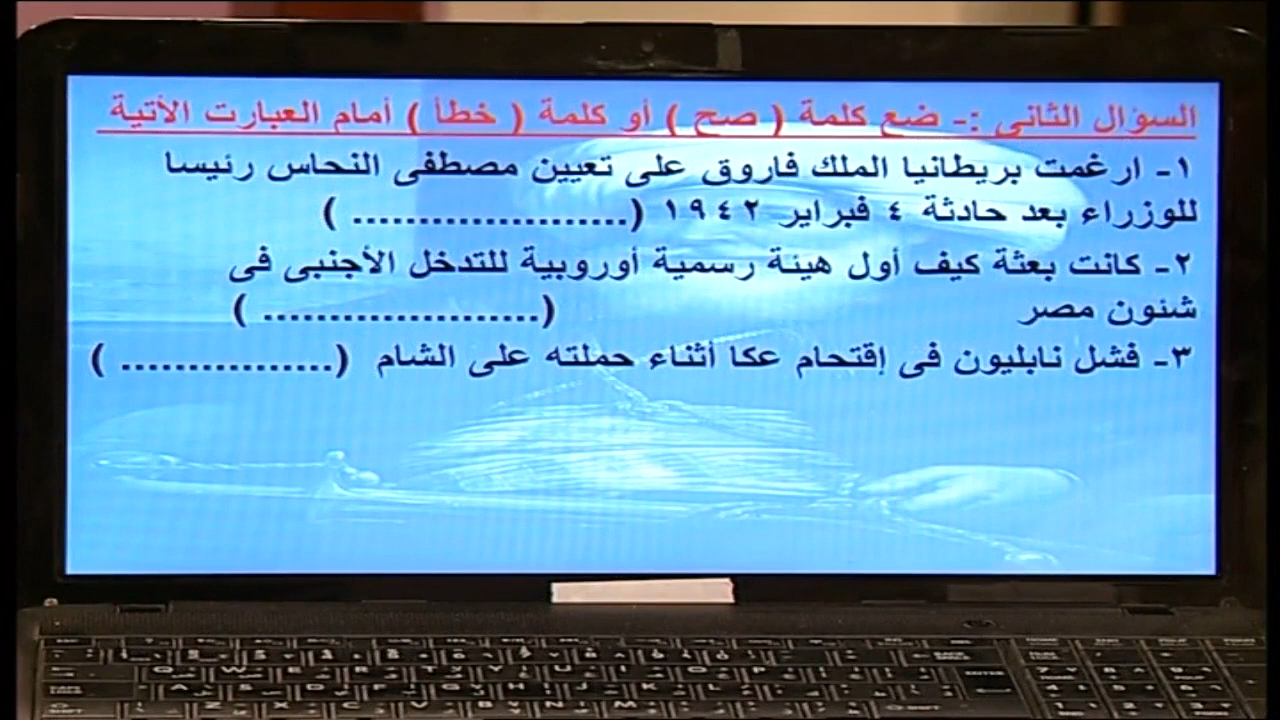 السؤال الثانى :- ضع كلمة ( صح ) أو كلمة ( خطأ ) أمام العبارت الأتية
١- ارغمت بريطانيا الملك فاروق على تعيين مصطفى النحاس رئيسا
للوزراء بعد حادثة ٤ فبراير ١٩٤٢ (..................... )
٢- كانت بعثة كيف أول هيئة رسمية أوروبية للتدخل الأجنبى فى
شئون مصر (..................... )
٣- فشل نابليون فى إقتحام عكا أثناء حملته على الشام (................ )